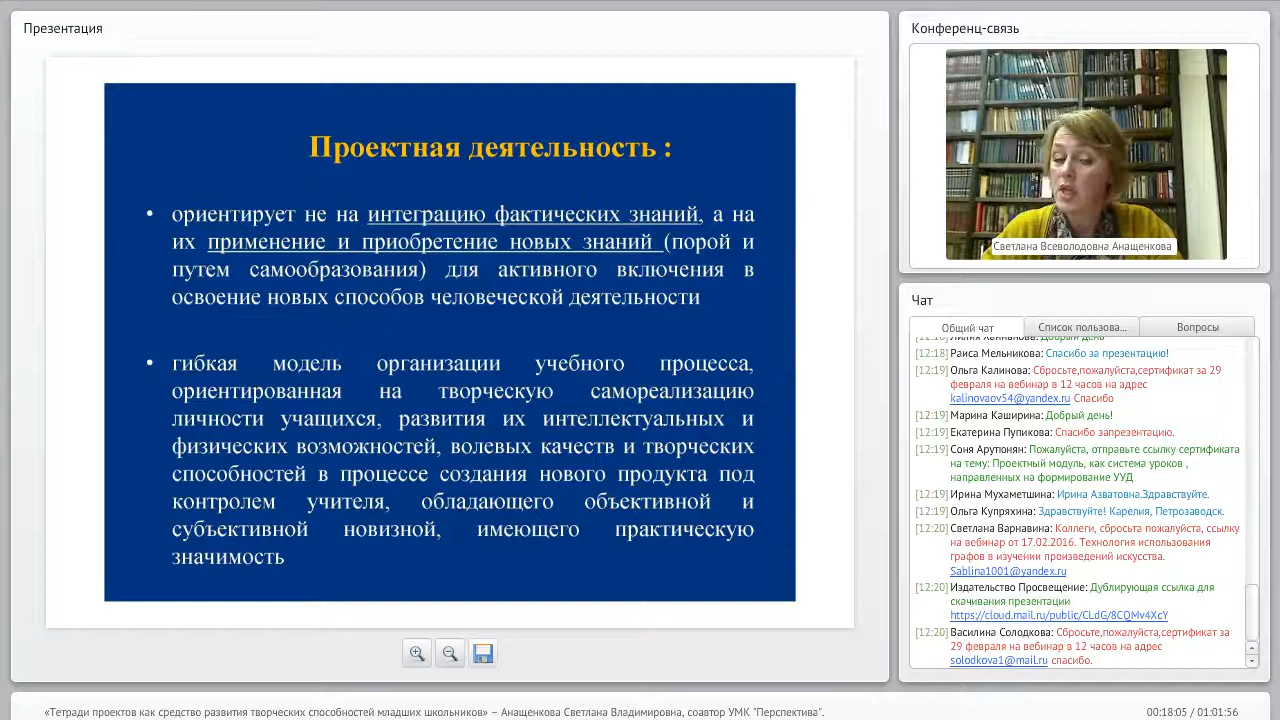 Презентация
Проектная деятельность :
• ориентирует не на интеграцию фактических знаний, а на
их применение и приобретение новых знаний (порой и
путем самообразования) для активного включения в
освоение новых способов человеческой деятельности
• гибкая модель организации учебного процесса,
ориентированная на творческую самореализацию
личности учащихся, развития их интеллектуальных и
физических возможностей, волевых качеств и творческих
способностей в процессе создания нового продукта под
контролем учителя, обладающего объективной и
субъективной новизной, имеющего практическую
значимость
Конференц-связь
Светлана Всеволодовна Анащенкова
Чат
Общий чат
Список пользова...
Вопросы
[12:18] Раиса Мельникова: Спасибо за презентацию!
[12:19] Ольга Калинова: Сбросьте,пожалуйста,сертификат за 29
февраля на вебинар в 12 часов на адрес
kalinovaov54@yandex.ru Спасибо
[12:19] Марина Каширина: Добрый день!
[12:19] Екатерина Пупикова: Спасибо запрезентацию.
[12:19] Соня Арупонян: Пожалуйста, отправьте ссылку сертификата
на тему: Проектный модуль, как система уроков ,
направленных на формирование УУД
[12:19] Ирина Мухаметшина: Ирина Азватовна.Здравствуйте.
[12:19] Ольга Купряхина: Здравствуйте! Карелия, Петрозаводск.
[12:20] Светлана Варнавина: Коллеги, сбросьта пожалуйста, ссылку
на вебинар от 17.02.2016. Технология использования
графов в изучении произведений искусства.
Sablina1001@yandex.ru
[12:20] Издательство Просвещение: Дублирующая ссылка для
скачивания презентации
https://cloud.mail.ru/public/CLdG/8CQMv4XcY
[12:20] Василина Солодкова: Сбросьте,пожалуйста,сертификат за
29 февраля на вебинар в 12 часов на адрес
solodkova1@mail.ru спасибо.
«Тетради проектов как средство развития творческих способностей младших школьников» – Анащенкова Светлана Владимировна, соавтор УМК "Перспектива".
00:18:05 / 01:01:56